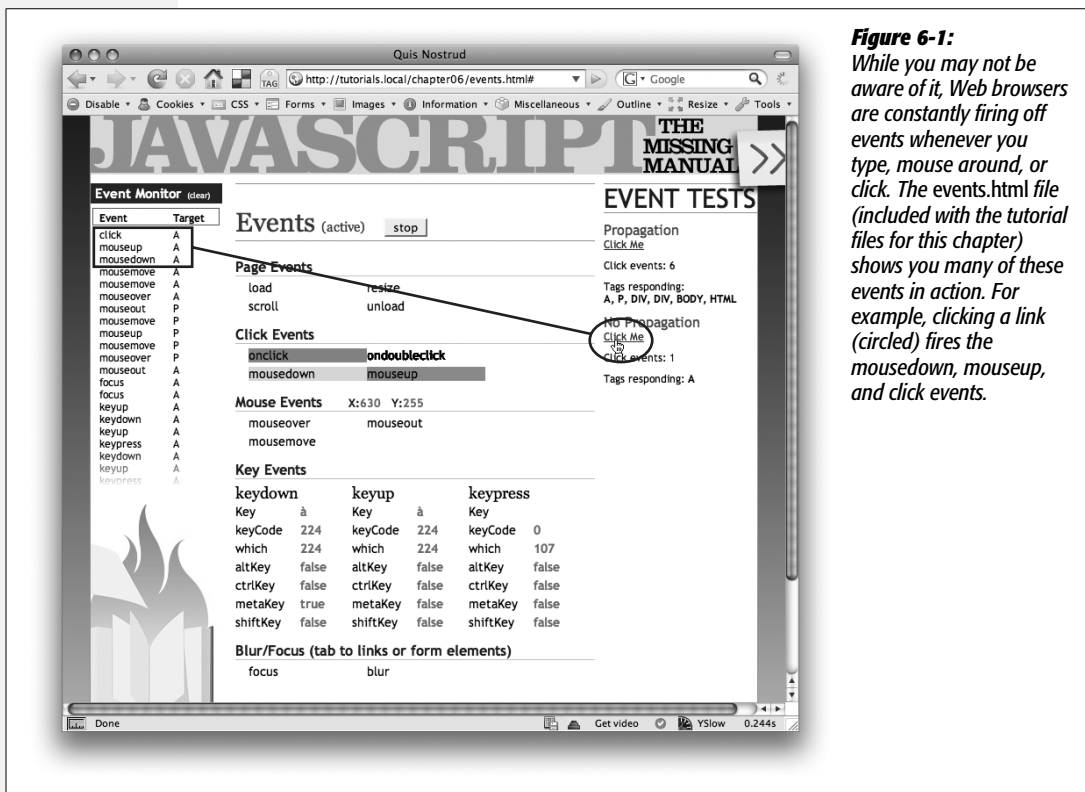 Quis Nostrud
TAG http://tutorials.local/chapter06/events.html# G Google
Disable Cookies CSS Forms Images Information Miscellaneous Outline Resize Tools
JAVASCRIPT THE
MISSING
MANUAL >>
Event Monitor (clear)
Event Target
click A
mouseup A
mousedown A
mousemove A
mousemove A
mouseover A
mouseout P
mousemove P
mouseup P
mousemove P
mouseover P
mouseout P
focus A
focus A
keyup A
keydown A
keyup A
keypress A
keydown A
keyup A
keypress A
Events (active) stop
Page Events
load resize
scroll unload
Click Events
onclick ondoubleclick
mousedown mouseup
Mouse Events X:630 Y:255
mouseover mouseout
mousemove
Key Events
keydown keyup keypress
Key à Key à Key
keyCode 224 keyCode 224 keyCode 0
which 224 which 224 which 107
altKey false altKey false altKey false
ctrlKey false ctrlKey false ctrlKey false
metaKey true metaKey false metaKey false
shiftKey false shiftKey false shiftKey false
Blur/Focus (tab to links or form elements)
focus blur
EVENT TESTS
Propagation
Click Me
Click events: 6
Tags responding:
A, P, DIV, DIV, BODY, HTML
No Propagation
Click Me
Click events: 1
Tags responding: A
Done Get video YSlow 0.244s
Figure 6-1:
While you may not be
aware of it, Web browsers
are constantly firing off
events whenever you
type, mouse around, or
click. The events.html file
(included with the tutorial
files for this chapter)
shows you many of these
events in action. For
example, clicking a link
(circled) fires the
mousedown, mouseup,
and click events.